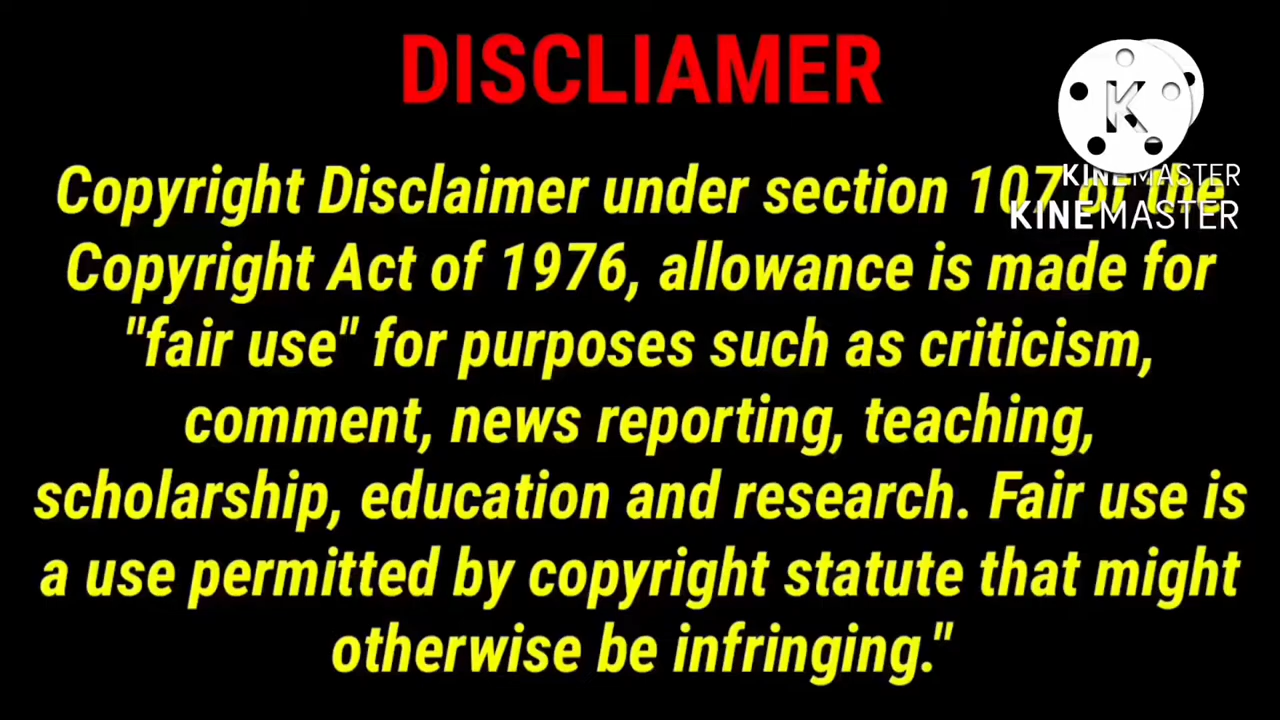 DISCLIAMER
Copyright Disclaimer under section 107 of the
Copyright Act of 1976, allowance is made for
"fair use" for purposes such as criticism,
comment, news reporting, teaching,
scholarship, education and research. Fair use is
a use permitted by copyright statute that might
otherwise be infringing."
K
KINEMASTER
KINEMASTER